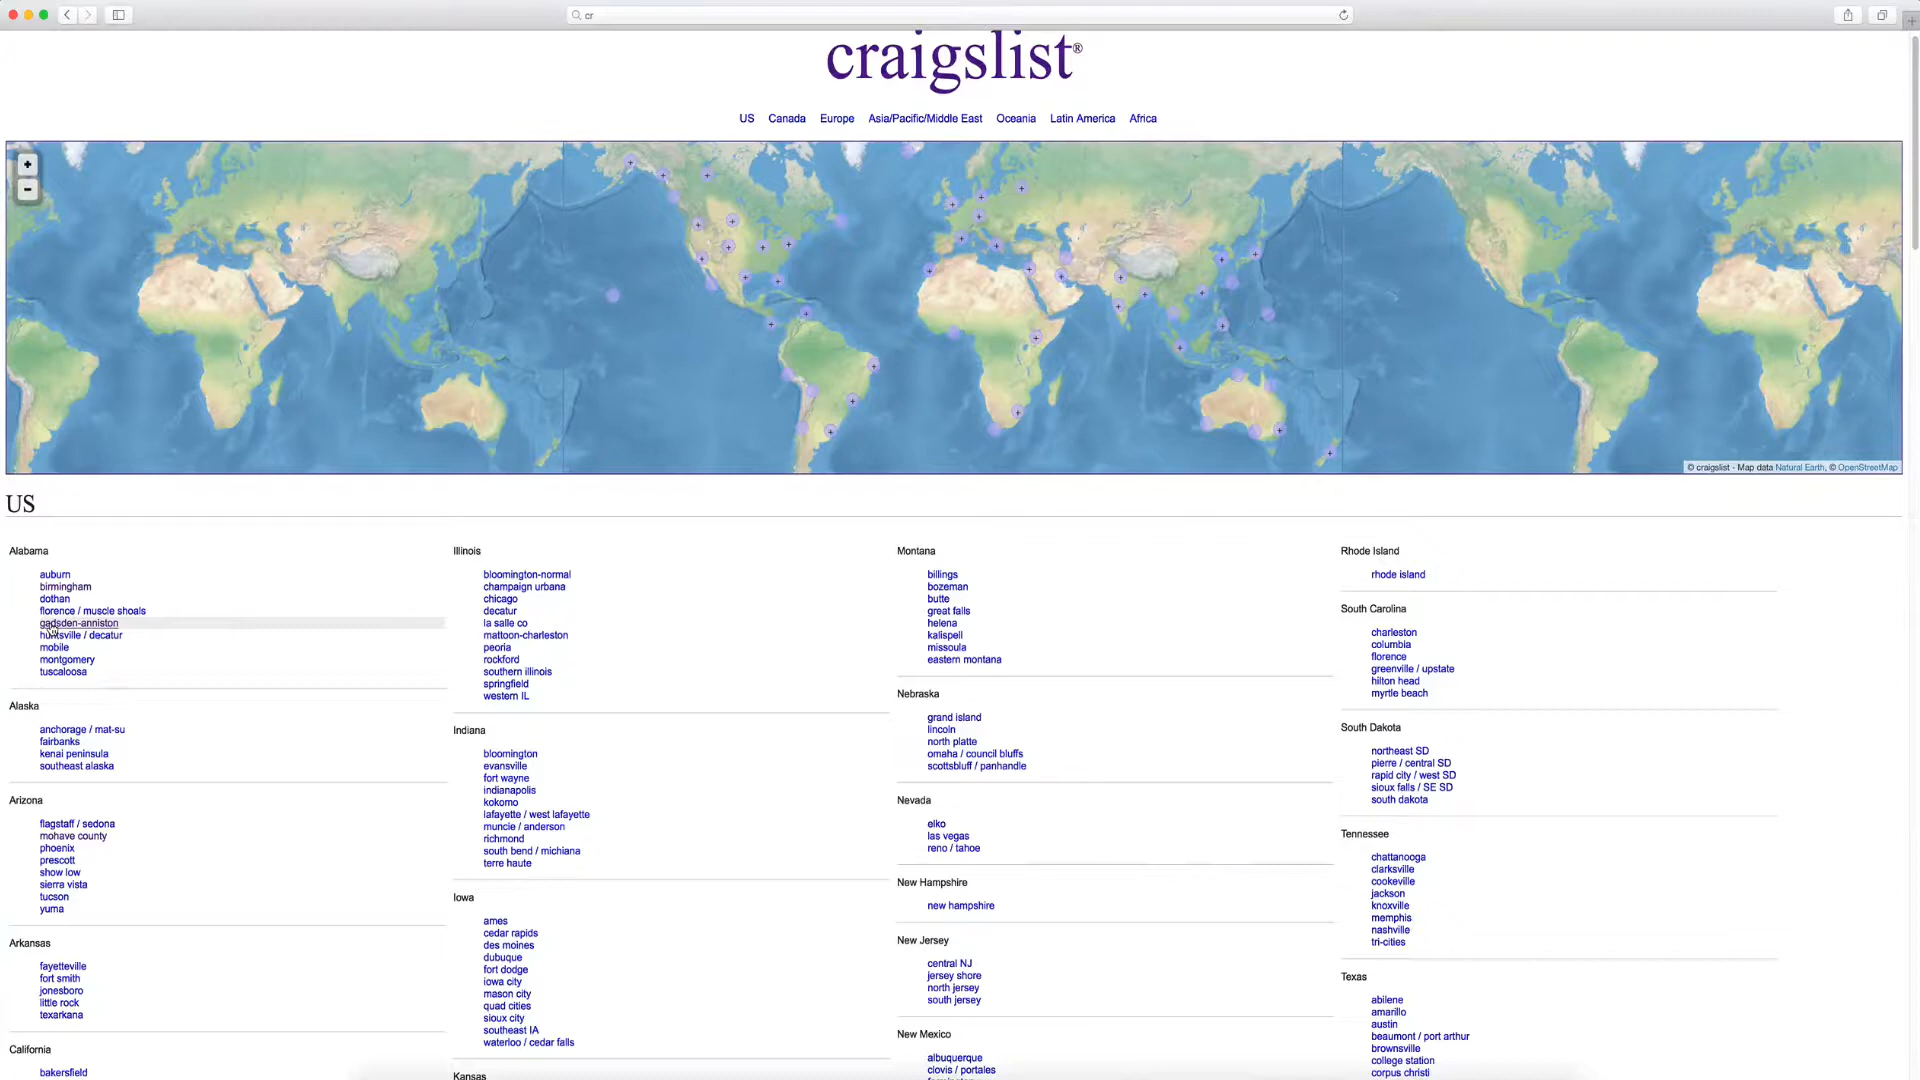 cr
craigslist®
US Canada Europe Asia/Pacific/Middle East Oceania Latin America Africa
+
-
© craigslist - Map data Natural Earth, © OpenStreetMap
US
Alabama
auburn
birmingham
dothan
florence / muscle shoals
gadsden-anniston
huntsville / decatur
mobile
montgomery
tuscaloosa
Alaska
anchorage / mat-su
fairbanks
kenai peninsula
southeast alaska
Arizona
flagstaff / sedona
mohave county
phoenix
prescott
show low
sierra vista
tucson
yuma
Arkansas
fayetteville
fort smith
jonesboro
little rock
texarkana
California
bakersfield
Illinois
bloomington-normal
champaign urbana
chicago
decatur
la salle co
mattoon-charleston
peoria
rockford
southern illinois
springfield
western IL
Indiana
bloomington
evansville
fort wayne
indianapolis
kokomo
lafayette / west lafayette
muncie / anderson
richmond
south bend / michiana
terre haute
Iowa
ames
cedar rapids
des moines
dubuque
fort dodge
iowa city
mason city
quad cities
sioux city
southeast IA
waterloo / cedar falls
Kansas
Montana
billings
bozeman
butte
great falls
helena
kalispell
missoula
eastern montana
Nebraska
grand island
lincoln
north platte
omaha / council bluffs
scottsbluff / panhandle
Nevada
elko
las vegas
reno / tahoe
New Hampshire
new hampshire
New Jersey
central NJ
jersey shore
north jersey
south jersey
New Mexico
albuquerque
clovis / portales
Rhode Island
rhode island
South Carolina
charleston
columbia
florence
greenville / upstate
hilton head
myrtle beach
South Dakota
northeast SD
pierre / central SD
rapid city / west SD
sioux falls / SE SD
south dakota
Tennessee
chattanooga
clarksville
cookeville
jackson
knoxville
memphis
nashville
tri-cities
Texas
abilene
amarillo
austin
beaumont / port arthur
brownsville
college station
corpus christi